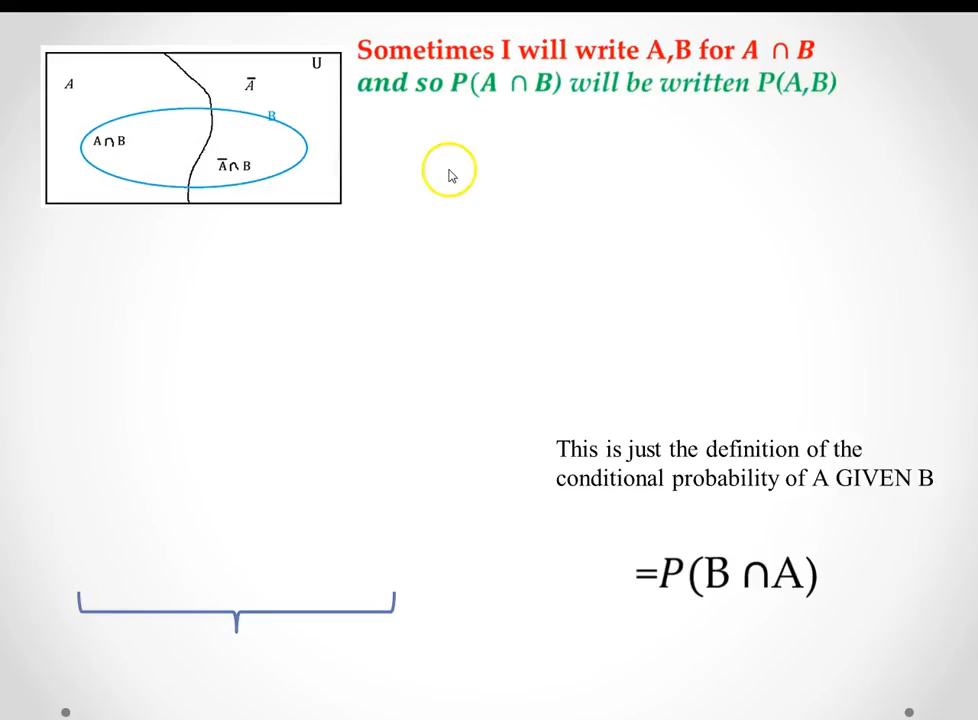 Sometimes I will write A,B for A ∩ B
and so P(A ∩ B) will be written P(A,B)
U
A
A̅
B
A∩B
A̅∩B
This is just the definition of the
conditional probability of A GIVEN B
=P(B ∩A)